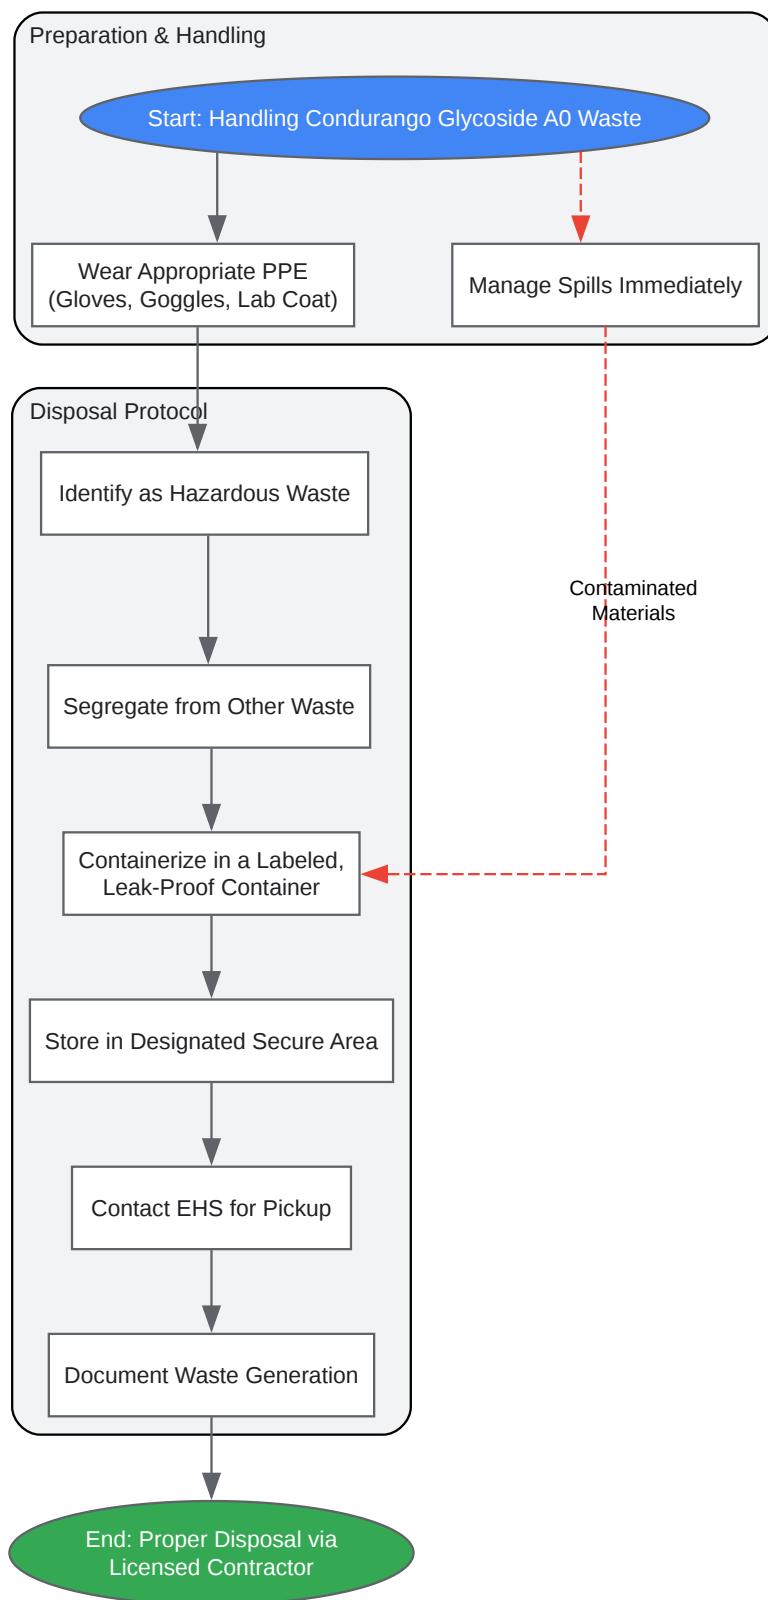 Preparation & Handling
Start: Handling Condurango Glycoside A0 Waste
Wear Appropriate PPE
(Gloves, Goggles, Lab Coat)
Manage Spills Immediately
Disposal Protocol
Identify as Hazardous Waste
Contaminated
Materials
Segregate from Other Waste
Containerize in a Labeled,
Leak-Proof Container
Store in Designated Secure Area
Contact EHS for Pickup
Document Waste Generation
End: Proper Disposal via
Licensed Contractor